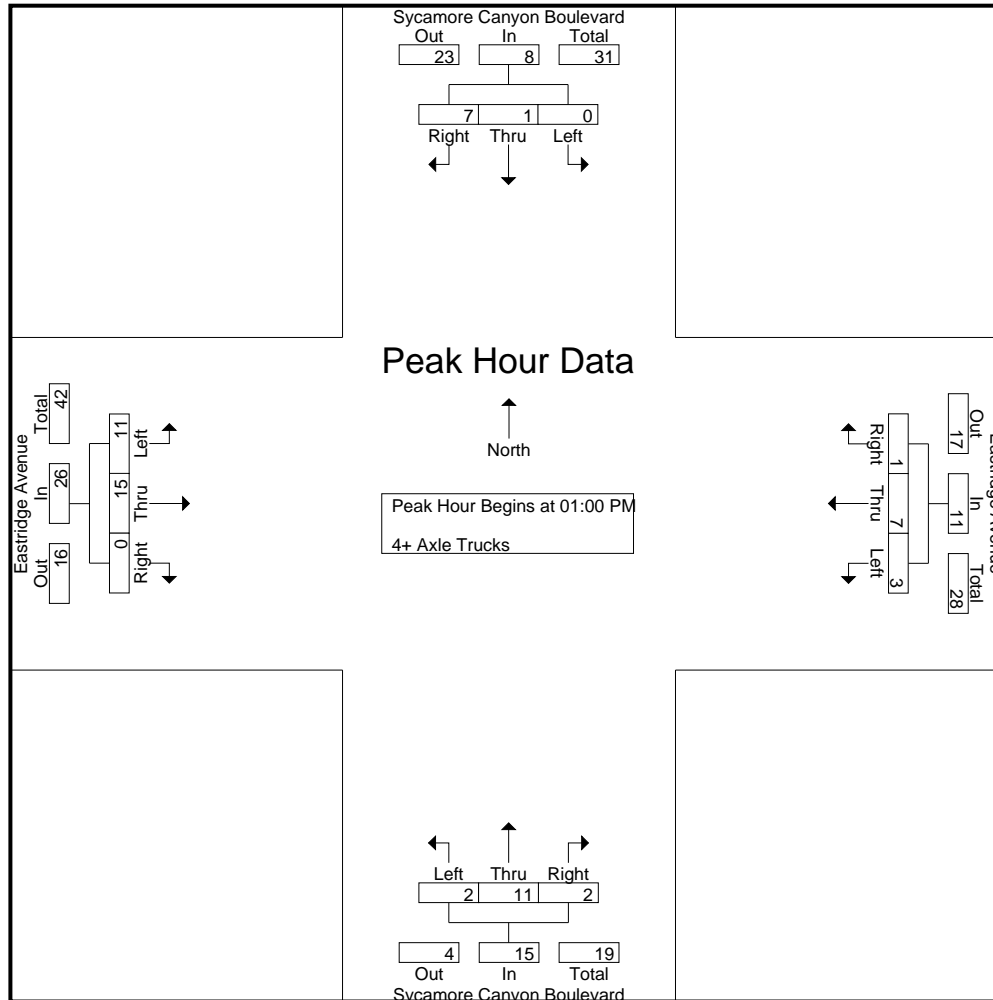 Sycamore Canyon Boulevard
Out In Total
23 8 31
7 1 0
Right Thru Left
Peak Hour Data
North
Peak Hour Begins at 01:00 PM
4+ Axle Trucks
Eastridge Avenue
Total In Out
42 26 16
11 15 0
Left Thru Right
Right Thru Left
1 7 3
Out In Total
17 11 28
Left Thru Right
2 11 2
4 15 19
Out In Total
Sycamore Canyon Boulevard